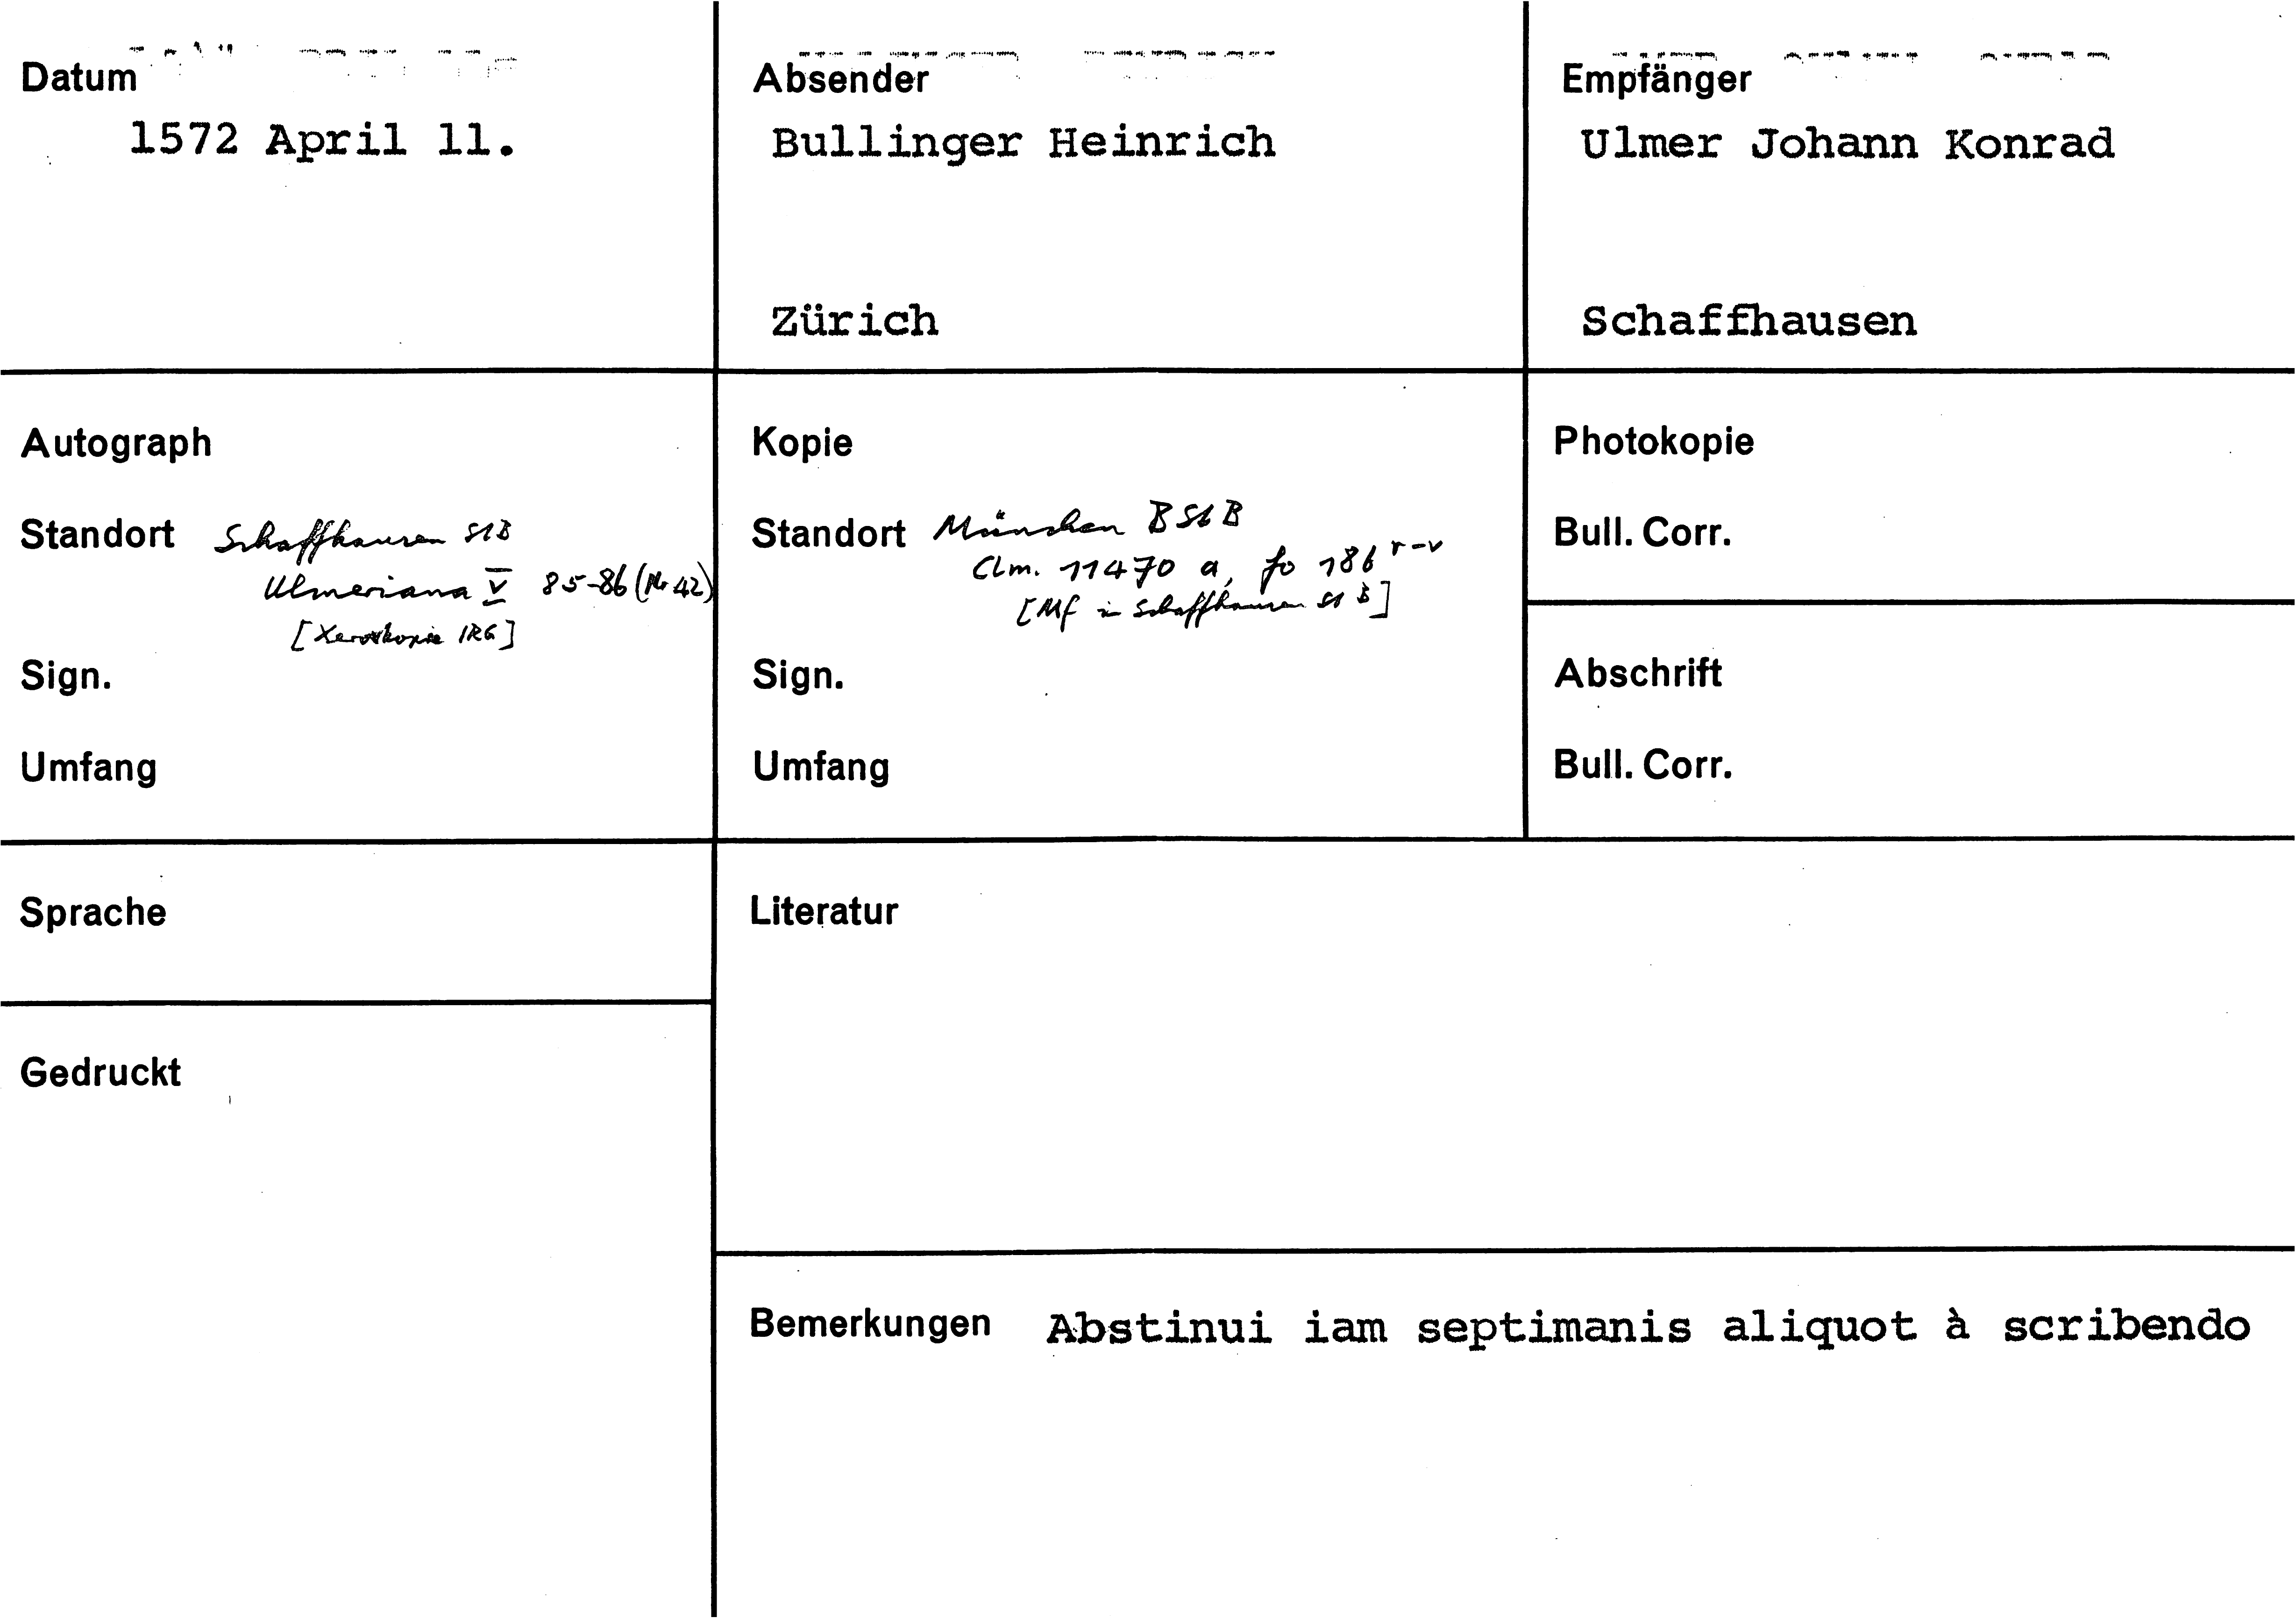 Datum
1572 April 11.
Absender
Bullinger Heinrich
Zürich
Empfänger
Ulmer Johann Konrad
Schaffhausen
Autograph
Standort Schaffhausen StB
Ulmeriana V 85-86 (Nr 42)
[Xerokopie IRG]
Sign.
Umfang
Kopie
Standort München BStB
Clm. 11470 a, fo 186 r-v
[Mf in Schaffhausen StB]
Sign.
Umfang
Photokopie
Bull. Corr.
Abschrift
Bull. Corr.
Sprache
Gedruckt
Literatur
Bemerkungen Abstinui iam septimanis aliquot à scribendo